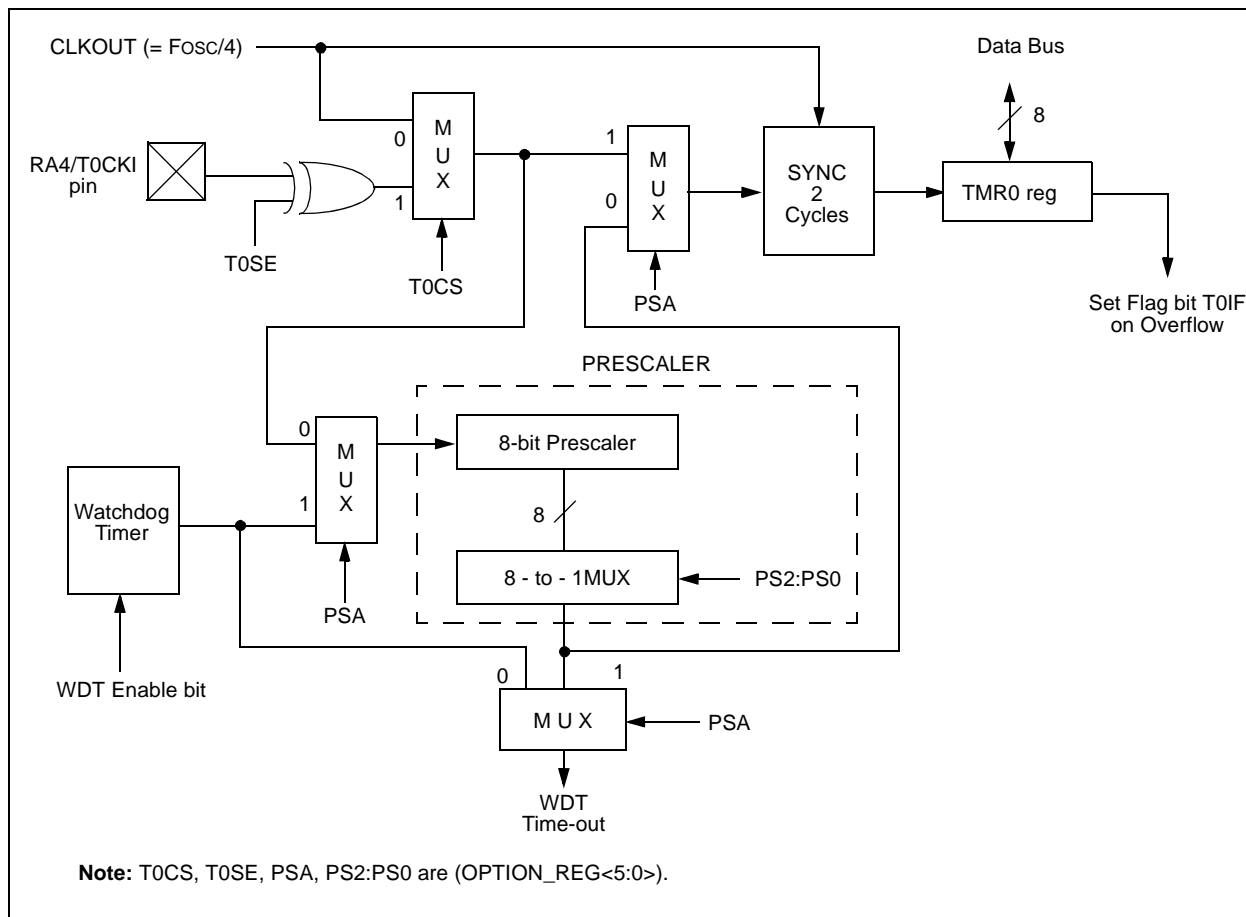 CLKOUT (= FOSC/4)
Data Bus
8
RA4/T0CKI
pin
0
1
M
U
X
T0SE
T0CS
1
0
M
U
X
PSA
SYNC
2
Cycles
TMR0 reg
Set Flag bit T0IF
on Overflow
PRESCALER
0
1
M
U
X
PSA
8-bit Prescaler
8
8 - to - 1MUX
PS2:PS0
Watchdog
Timer
WDT Enable bit
0
1
M U X
PSA
WDT
Time-out
Note: T0CS, T0SE, PSA, PS2:PS0 are (OPTION_REG<5:0>).